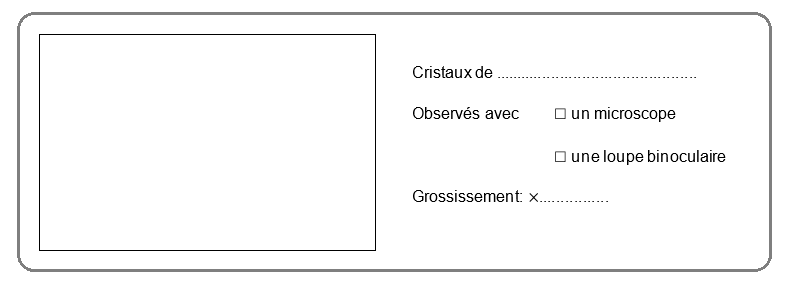 Cristaux de .............................................
Observés avec ☐ un microscope
☐ une loupe binoculaire
Grossissement: ×................